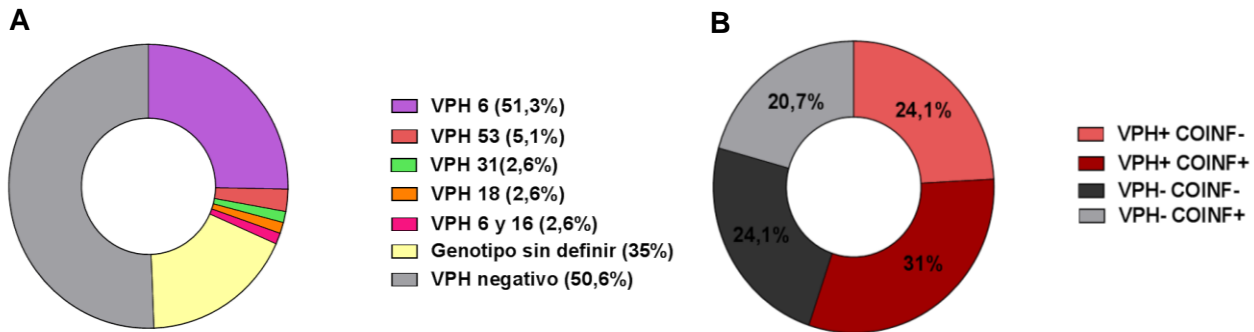 A
VPH 6 (51,3%)
VPH 53 (5,1%)
VPH 31(2,6%)
VPH 18 (2,6%)
VPH 6 y 16 (2,6%)
Genotipo sin definir (35%)
VPH negativo (50,6%)
B
20,7%
24,1%
24,1%
31%
VPH+ COINF-
VPH+ COINF+
VPH- COINF-
VPH- COINF+